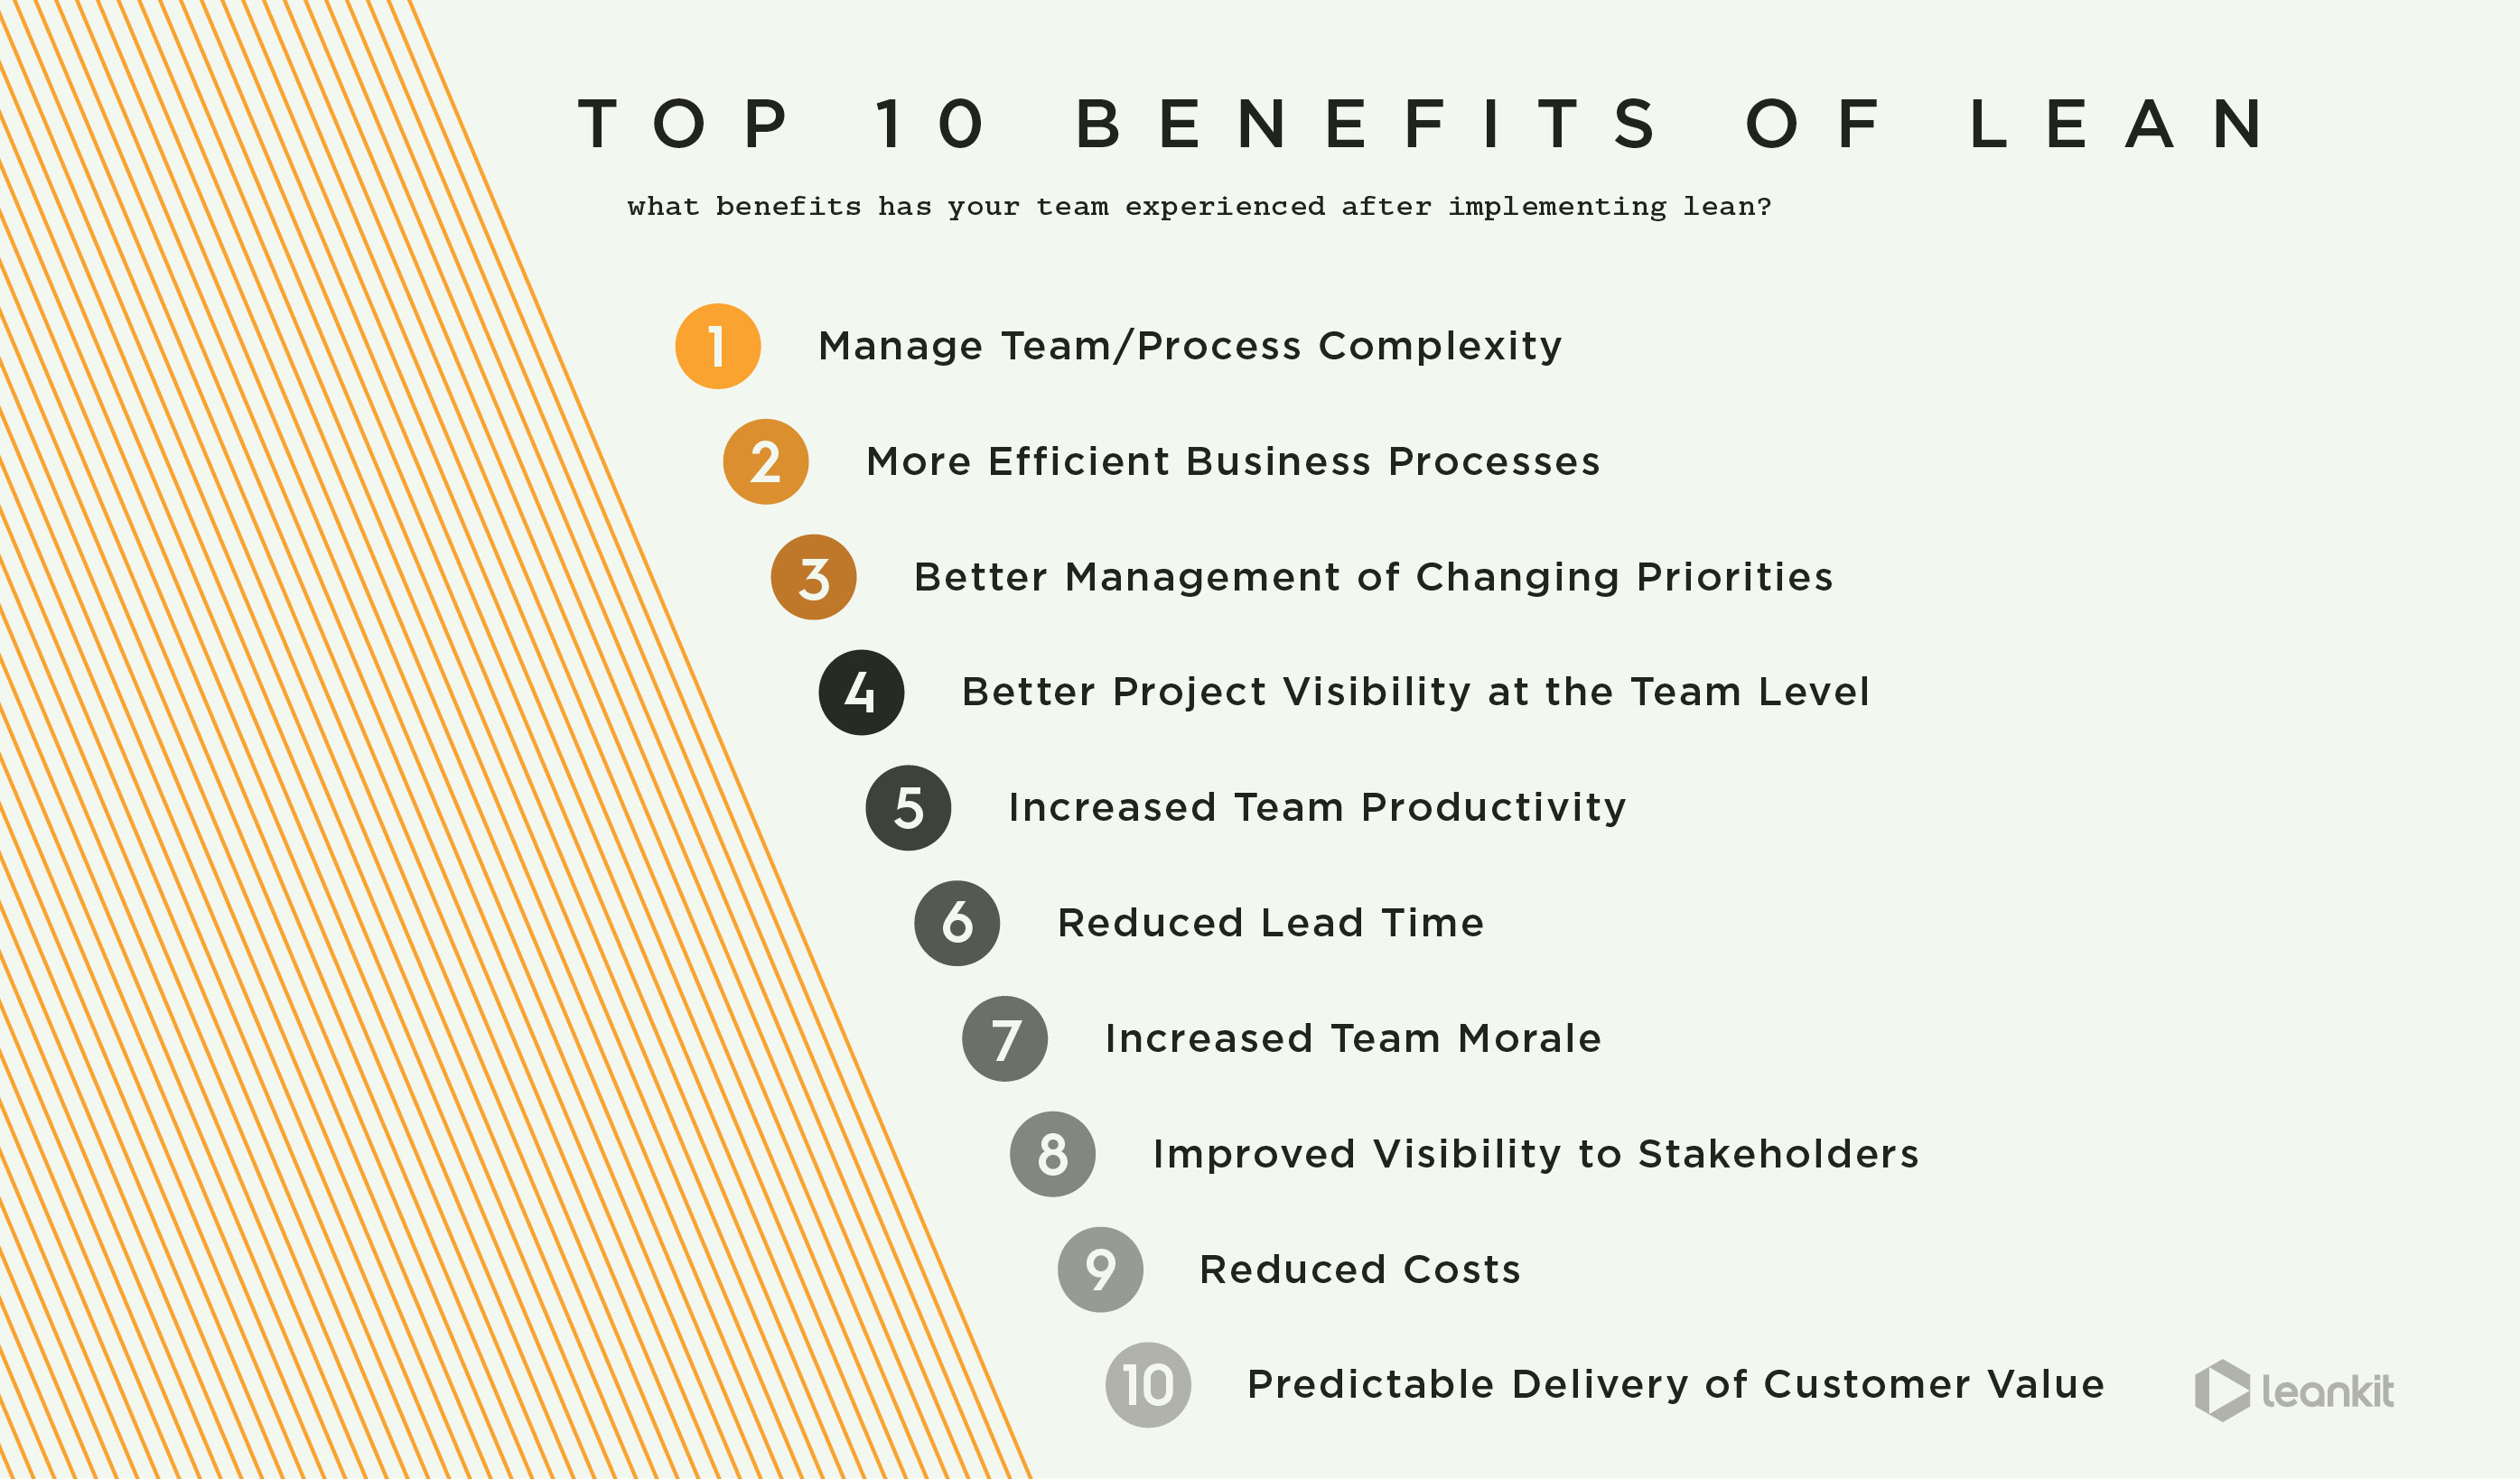 TOP 10 BENEFITS OF LEAN
what benefits has your team experienced after implementing lean?
1 Manage Team/Process Complexity
2 More Efficient Business Processes
3 Better Management of Changing Priorities
4 Better Project Visibility at the Team Level
5 Increased Team Productivity
6 Reduced Lead Time
7 Increased Team Morale
8 Improved Visibility to Stakeholders
9 Reduced Costs
10 Predictable Delivery of Customer Value
leankit